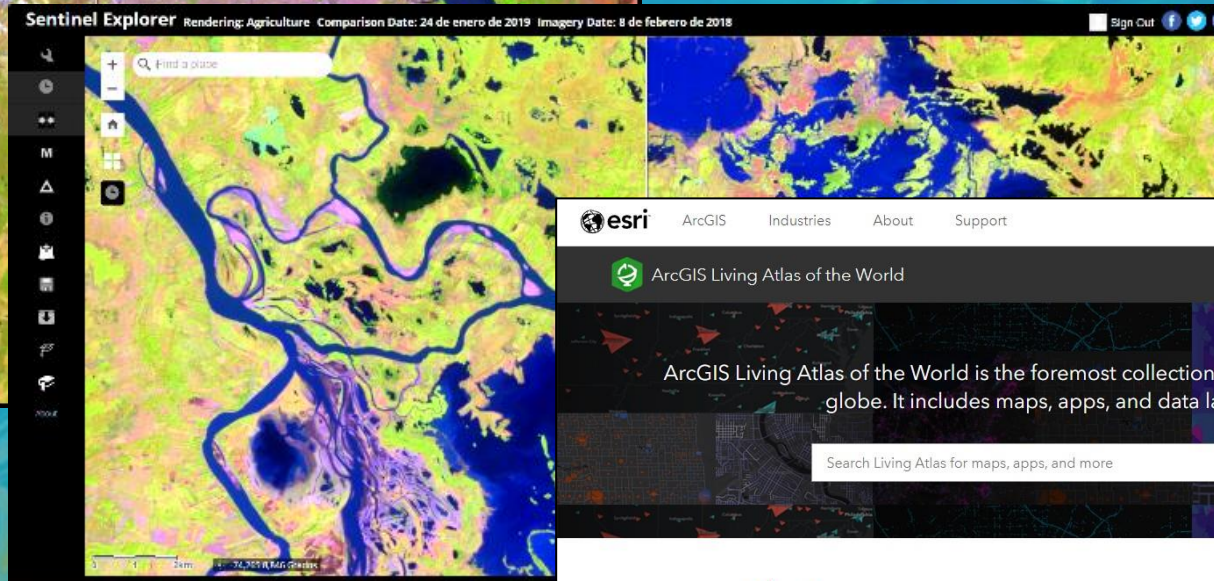 Sentinel Explorer Rendering: Agriculture Comparison Date: 24 de enero de 2019 Imagery Date: 8 de febrero de 2018
Sign Out
Find a place
M
About
2km
Grados
esri ArcGIS Industries About Support
ArcGIS Living Atlas of the World
ArcGIS Living Atlas of the World is the foremost collection
globe. It includes maps, apps, and data la
Search Living Atlas for maps, apps, and more